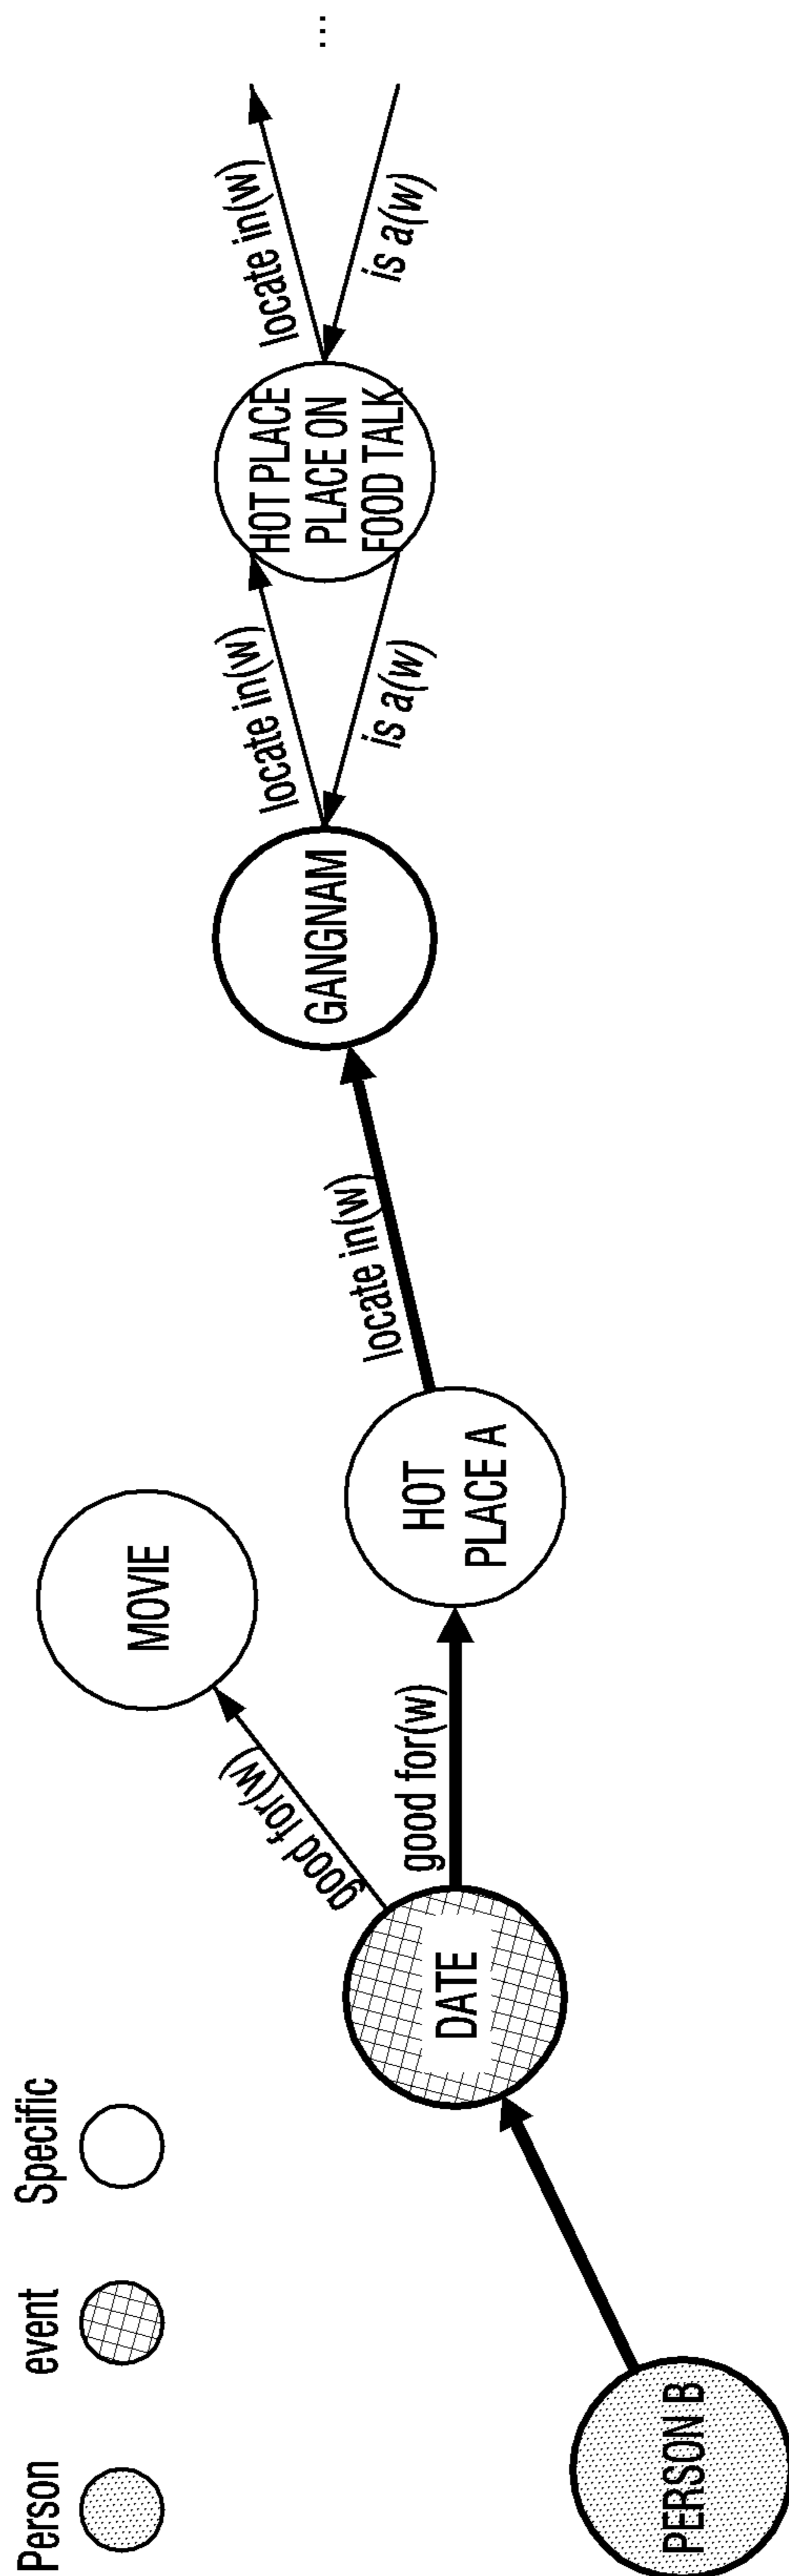 Person
event
Specific
PERSON B
DATE
good for(w)
MOVIE
good for(w)
HOT
PLACE A
locate in(w)
GANGNAM
locate in(w)
is a(w)
HOT PLACE
PLACE ON
FOOD TALK
locate in(w)
is a(w)
...